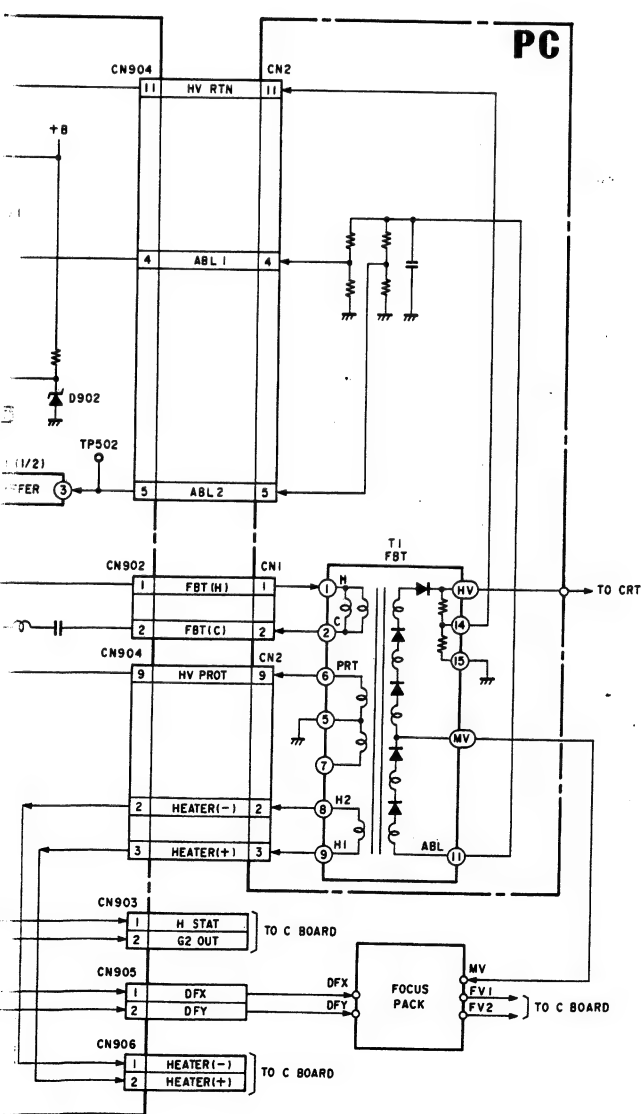 PC
CN904 CN2
11 HV RTN 11
+B
4 ABL 1 4
D902
TP502
(1/2)
FFER 3
5 ABL 2 5
T1
FBT
CN902 CN1
1 FBT(H) 1
1 H
HV
TO CRT
2 FBT(C) 2
2 C
14
CN904 CN2
15
9 HV PROT 9
6 PRT
5
MV
7
2 HEATER(-) 2
8 H2
3 HEATER(+) 3
9 H1
ABL 11
CN903
1 H STAT
2 G2 OUT
TO C BOARD
CN905
1 DFX
2 DFY
DFX
DFY
FOCUS
PACK
MV
FV1
FV2
TO C BOARD
CN906
1 HEATER(-)
2 HEATER(+)
TO C BOARD